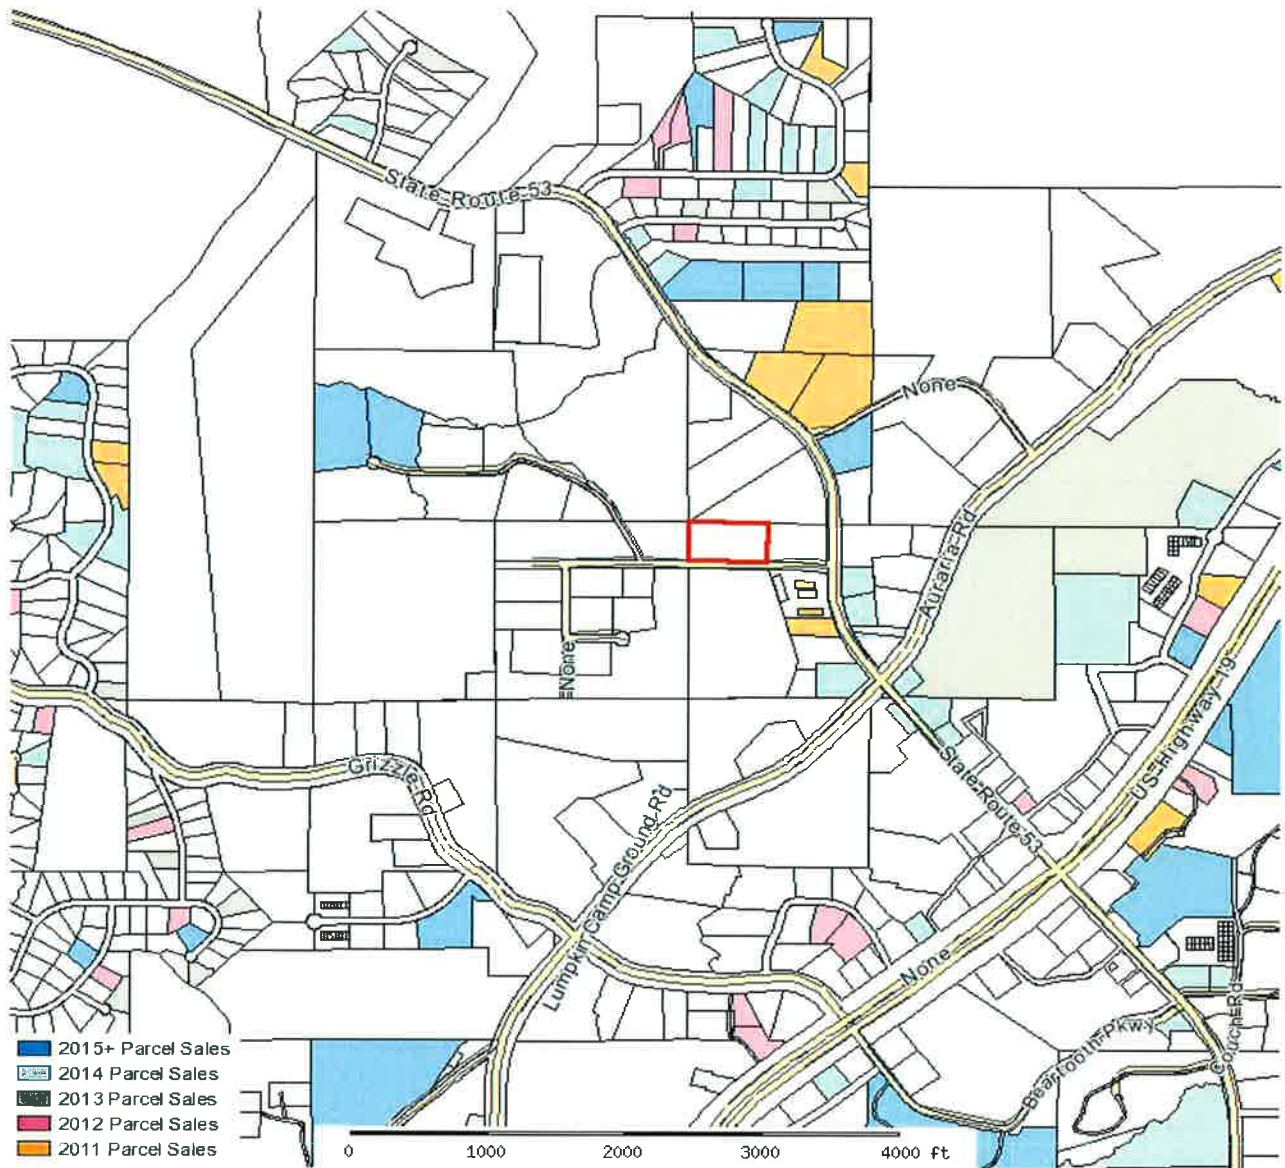 State Route 53
None
Auraria Rd
None
US Highway 19
Grizzle Rd
State Route 53
Lumpkin Camp Ground Rd
None
Beartooth Pkwy
Couch Rd
2015+ Parcel Sales
2014 Parcel Sales
2013 Parcel Sales
2012 Parcel Sales
2011 Parcel Sales
0 1000 2000 3000 4000 ft